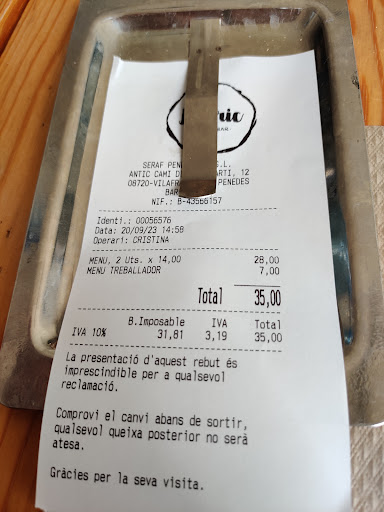 BAR
SERAF PEN S.L.
ANTIC CAMI D ARTI, 12
08720-VILAFR PENEDES
BAR
NIF.: B-43566157
Identi.: 00056576
Data: 20/09/23 14:58
Operari: CRISTINA
MENU, 2 Uts. x 14,00 28,00
MENU TREBALLADOR 7,00
Total 35,00
B.Imposable IVA Total
IVA 10% 31,81 3,19 35,00
La presentació d'aquest rebut és
imprescindible per a qualsevol
reclamació.
Comprovi el canvi abans de sortir,
qualsevol queixa posterior no serà
atesa.
Gràcies per la seva visita.